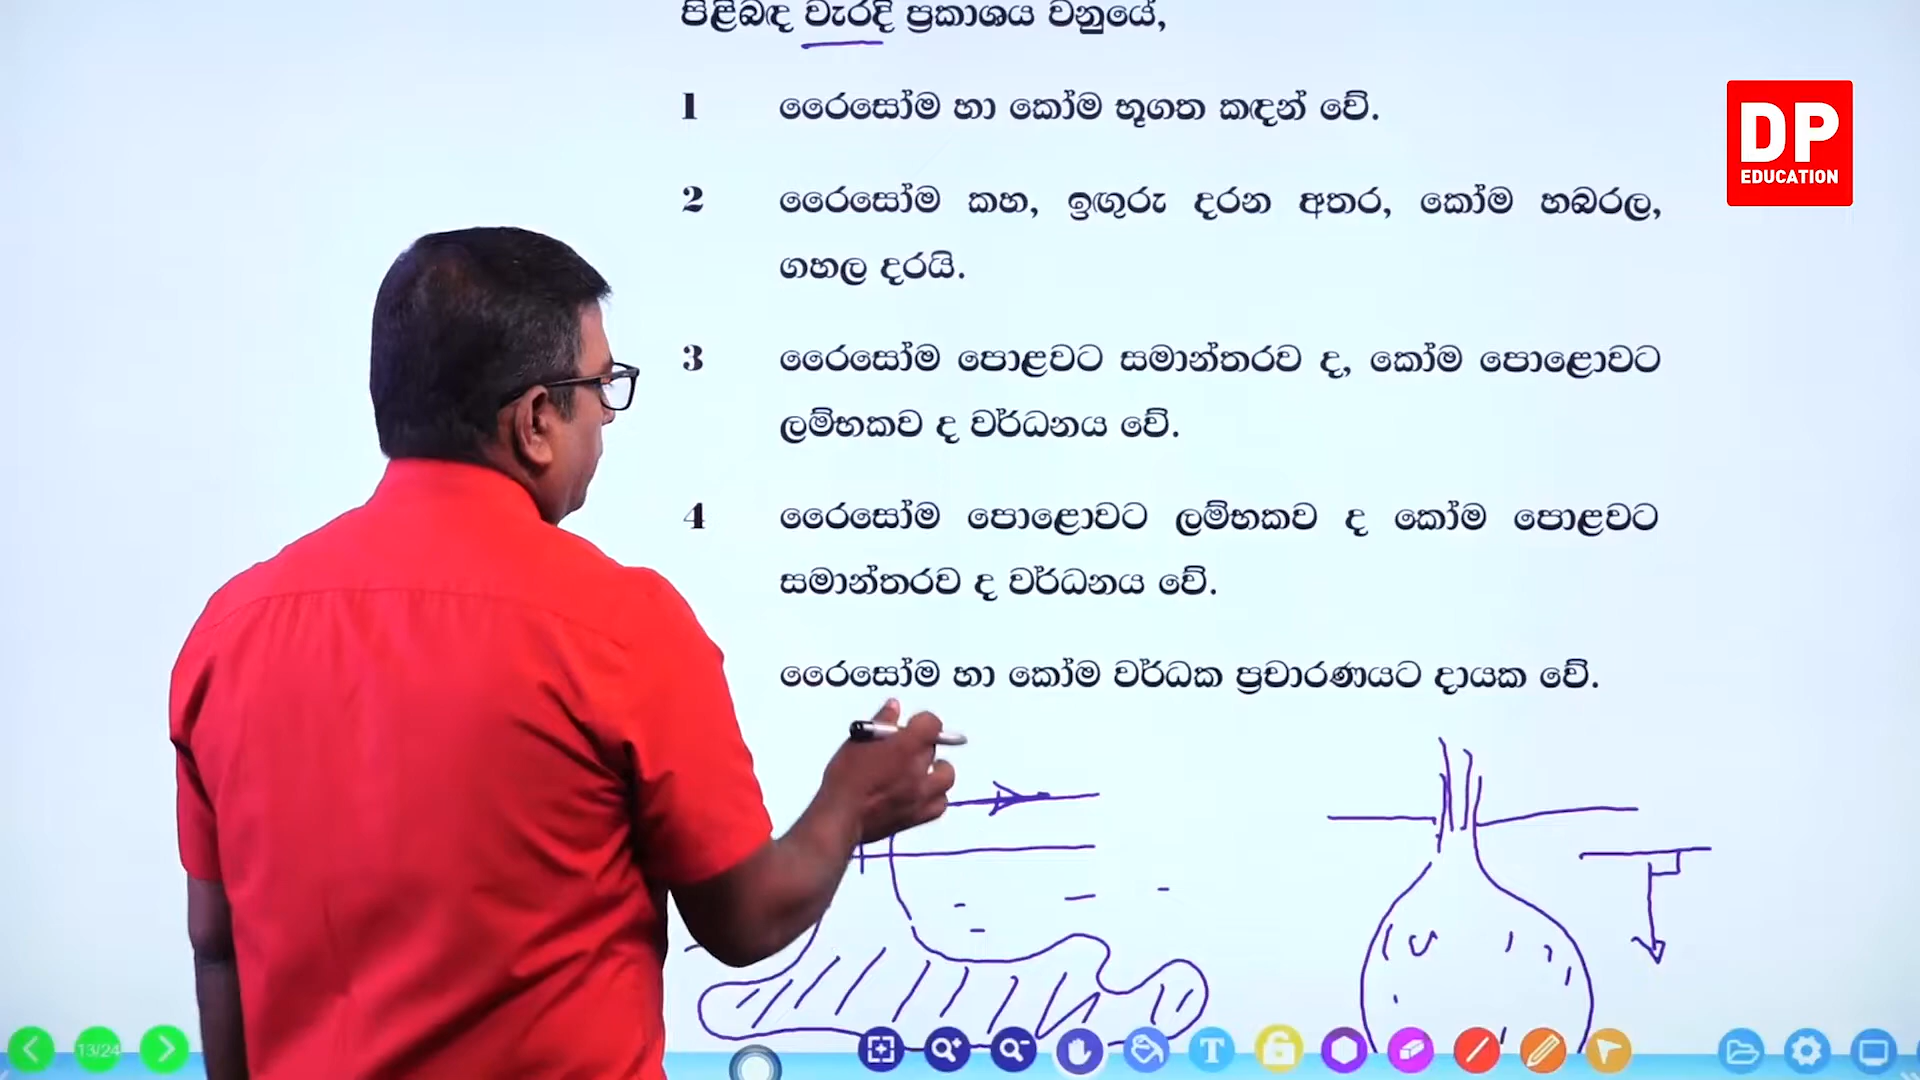 පිළිබඳ වැරදි ප්‍රකාශය වනුයේ,
1 රෛසෝම හා කෝම භූගත කඳන් වේ.
2 රෛසෝම කහ, ඉඟුරු දරන අතර, කෝම හබරල,
ගහල දරයි.
3 රෛසෝම පොළවට සමාන්තරව ද, කෝම පොළොවට
ලම්භකව ද වර්ධනය වේ.
4 රෛසෝම පොළොවට ලම්භකව ද කෝම පොළවට
සමාන්තරව ද වර්ධනය වේ.
රෛසෝම හා කෝම වර්ධක ප්‍රචාරණයට දායක වේ.
DP
EDUCATION
13/24
T